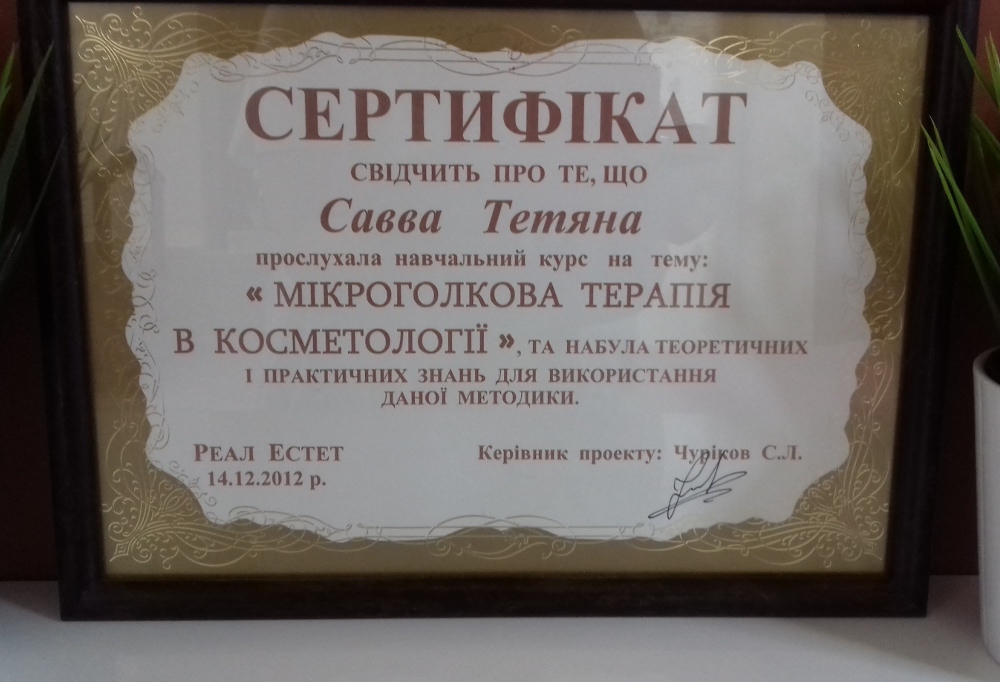 СЕРТИФІКАТ
СВІДЧИТЬ ПРО ТЕ, ЩО
Савва Тетяна
прослухала навчальний курс на тему:
« МІКРОГОЛКОВА ТЕРАПІЯ
В КОСМЕТОЛОГІЇ », ТА НАБУЛА ТЕОРЕТИЧНИХ
І ПРАКТИЧНИХ ЗНАНЬ ДЛЯ ВИКОРИСТАННЯ
ДАНОЇ МЕТОДИКИ.
РЕАЛ ЕСТЕТ
14.12.2012 р.
Керівник проекту: Чуріков С.Л.